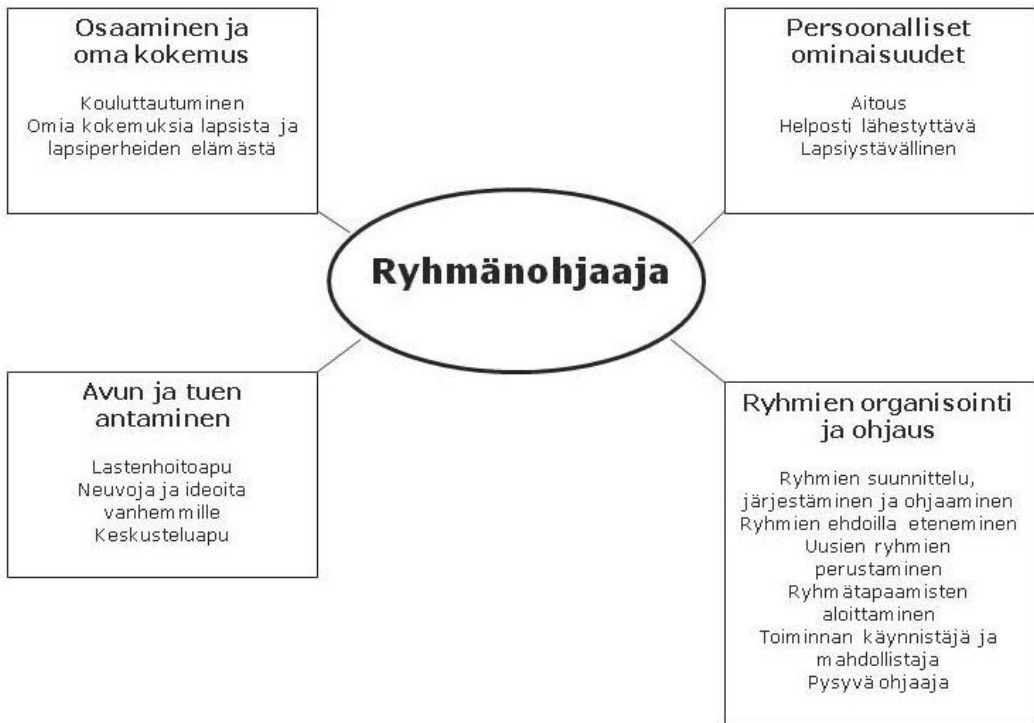 Osaaminen ja
oma kokemus
Kouluttautuminen
Omia kokemuksia lapsista ja
lapsiperheiden elämästä
Persoonalliset
ominaisuudet
Aitous
Helposti lähestyttävä
Lapsiystävällinen
Ryhmänohjaaja
Avun ja tuen
antaminen
Lastenhoitoapu
Neuvoja ja ideoita
vanhemmille
Keskusteluapu
Ryhmien organisointi
ja ohjaus
Ryhmien suunnittelu,
järjestäminen ja ohjaaminen
Ryhmien ehdoilla eteneminen
Uusien ryhmien
perustaminen
Ryhmätapaamisten
aloittaminen
Toiminnan käynnistäjä ja
mahdollistaja
Pysyvä ohjaaja